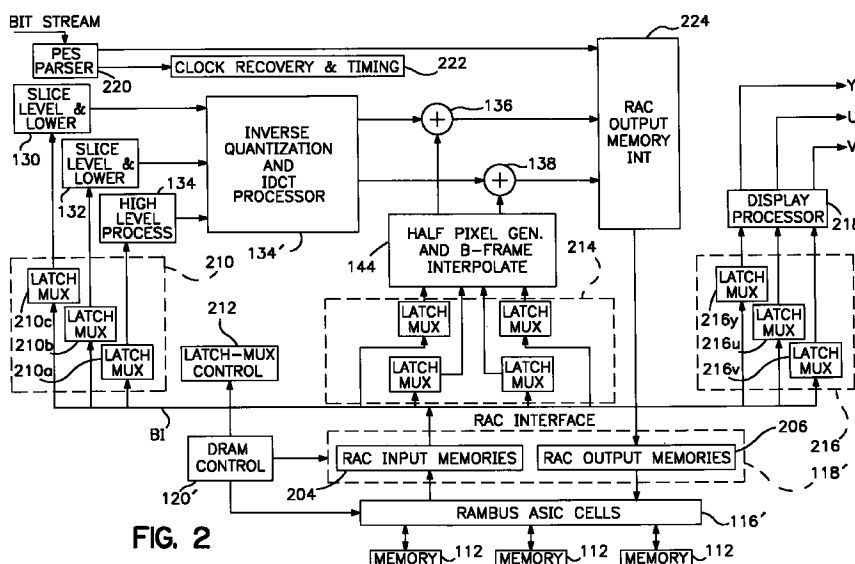 BIT STREAM
PES
PARSER
220
CLOCK RECOVERY & TIMING
222
224
SLICE
LEVEL &
LOWER
130
SLICE
LEVEL &
LOWER
132
HIGH
LEVEL
PROCESS
134
INVERSE
QUANTIZATION
AND
IDCT
PROCESSOR
134'
136
138
RAC
OUTPUT
MEMORY
INT
Y
U
V
DISPLAY
PROCESSOR
218
HALF PIXEL GEN.
AND B-FRAME
INTERPOLATE
144
214
210
LATCH
MUX
210c
LATCH
MUX
210b
LATCH
MUX
210a
212
LATCH-MUX
CONTROL
LATCH
MUX
LATCH
MUX
LATCH
MUX
LATCH
MUX
LATCH
MUX
216y
LATCH
MUX
216u
LATCH
MUX
216v
216
BI
RAC INTERFACE
DRAM
CONTROL
120'
RAC INPUT MEMORIES
204
RAC OUTPUT MEMORIES
206
118'
RAMBUS ASIC CELLS
116'
FIG. 2
MEMORY
112
MEMORY
112
MEMORY
112